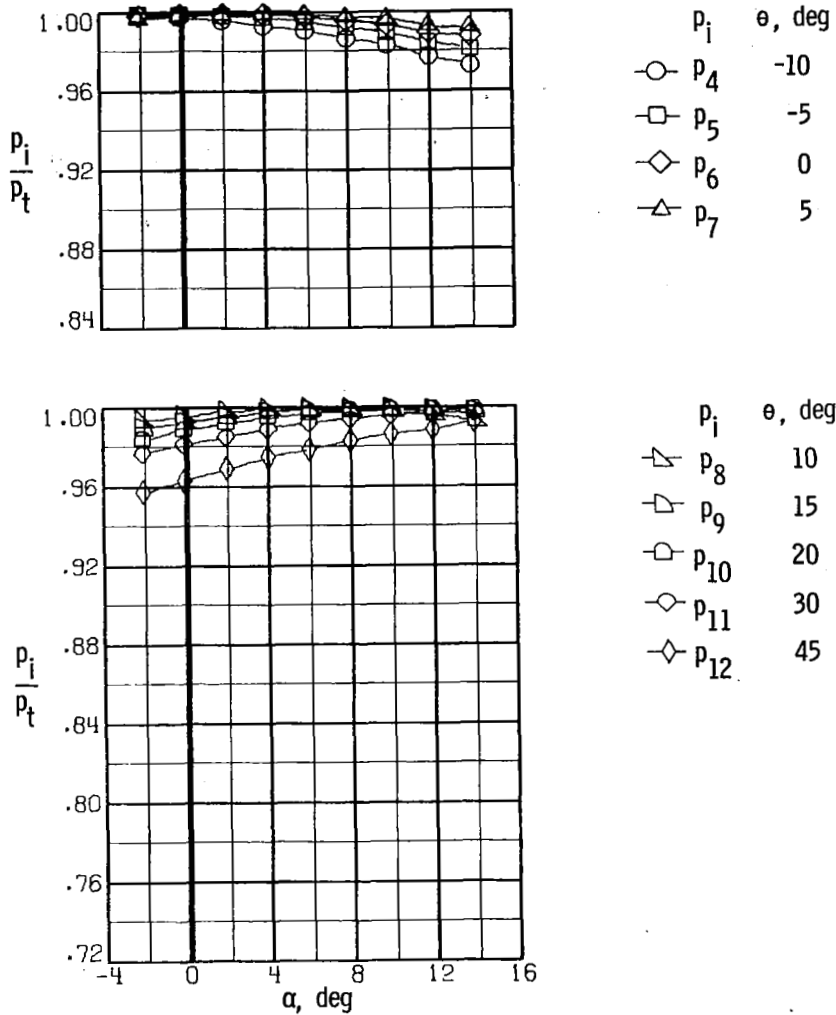 1.00
.96
.92
.88
.84
p_i
p_t
p_i θ, deg
p_4 -10
p_5 -5
p_6 0
p_7 5
1.00
.96
.92
.88
.84
.80
.76
.72
p_i
p_t
-4 0 4 8 12 16
α, deg
p_i θ, deg
p_8 10
p_9 15
p_10 20
p_11 30
p_12 45